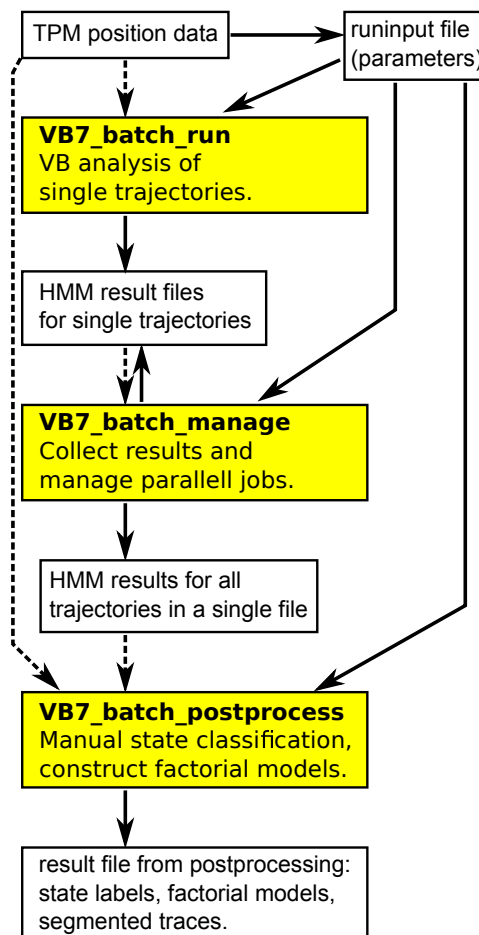 TPM position data
runinput file
(parameters)
VB7_batch_run
VB analysis of
single trajectories.
HMM result files
for single trajectories
VB7_batch_manage
Collect results and
manage parallell jobs.
HMM results for all
trajectories in a single file
VB7_batch_postprocess
Manual state classification,
construct factorial models.
result file from postprocessing:
state labels, factorial models,
segmented traces.